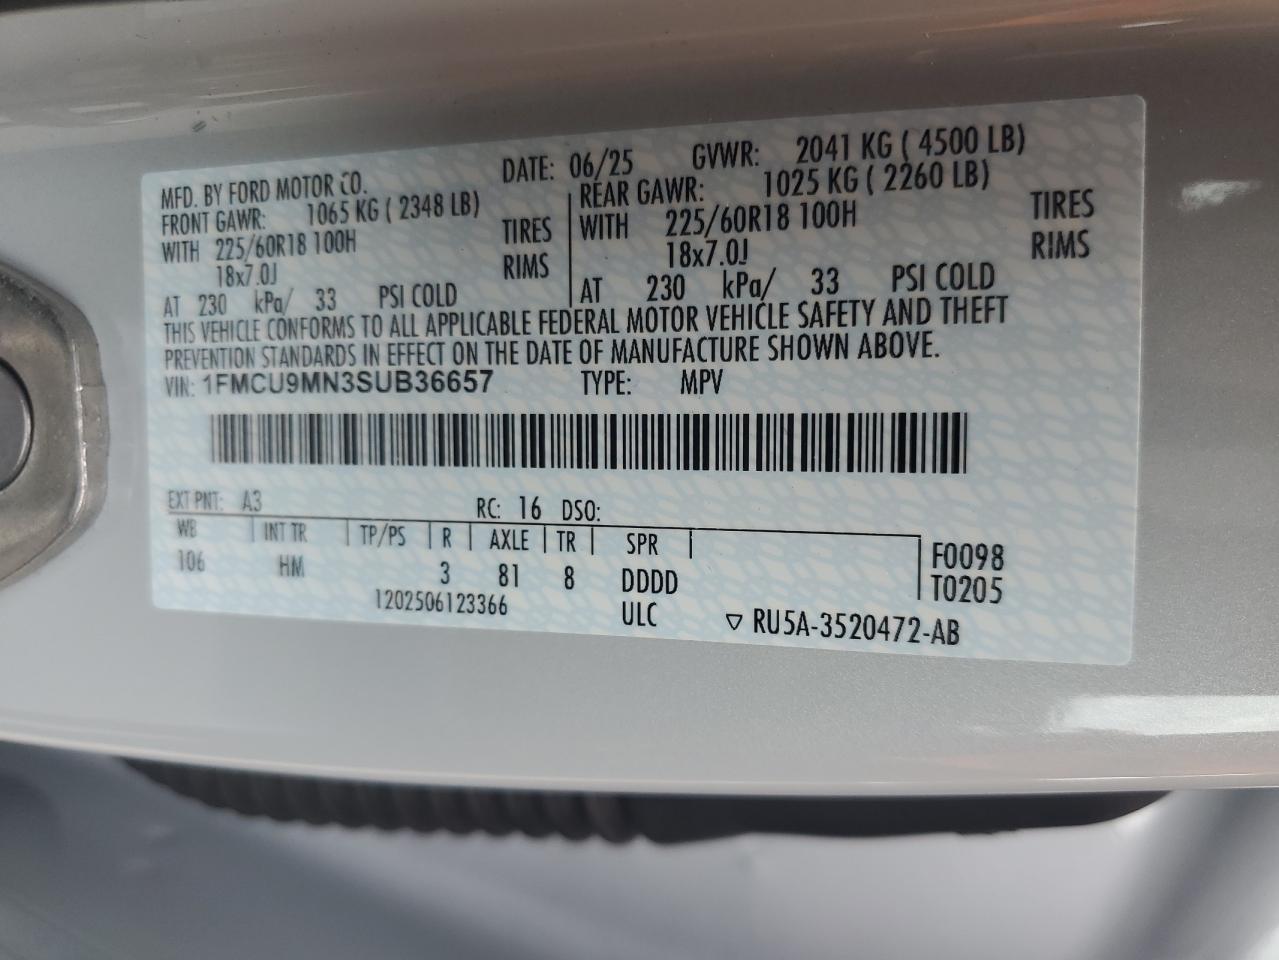 MFD. BY FORD MOTOR CO. DATE: 06/25 GVWR: 2041 KG ( 4500 LB)
FRONT GAWR: 1065 KG ( 2348 LB) REAR GAWR: 1025 KG ( 2260 LB)
WITH 225/60R18 100H TIRES WITH 225/60R18 100H TIRES
18x7.0J RIMS 18x7.0J RIMS
AT 230 kPa/ 33 PSI COLD AT 230 kPa/ 33 PSI COLD
THIS VEHICLE CONFORMS TO ALL APPLICABLE FEDERAL MOTOR VEHICLE SAFETY AND THEFT
PREVENTION STANDARDS IN EFFECT ON THE DATE OF MANUFACTURE SHOWN ABOVE.
VIN: 1FMCU9MN3SUB36657 TYPE: MPV
EXT PNT: A3 RC: 16 DSO:
WB INT TR TP/PS R AXLE TR SPR F0098
106 HM 3 81 8 DDDD T0205
1202506123366 ULC ▽ RU5A-3520472-AB